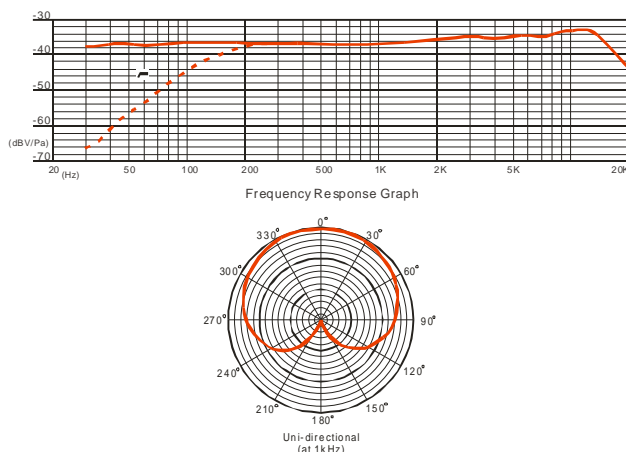 -30
-40
-50
-60
(dBV/Pa)
-70
20 50 100 200 500 1K 2K 5K 10K 20K
(Hz)
Frequency Response Graph
0°
330° 30°
300° 60°
270° 90°
240° 120°
210° 150°
180°
Uni-directional
(at 1kHz)